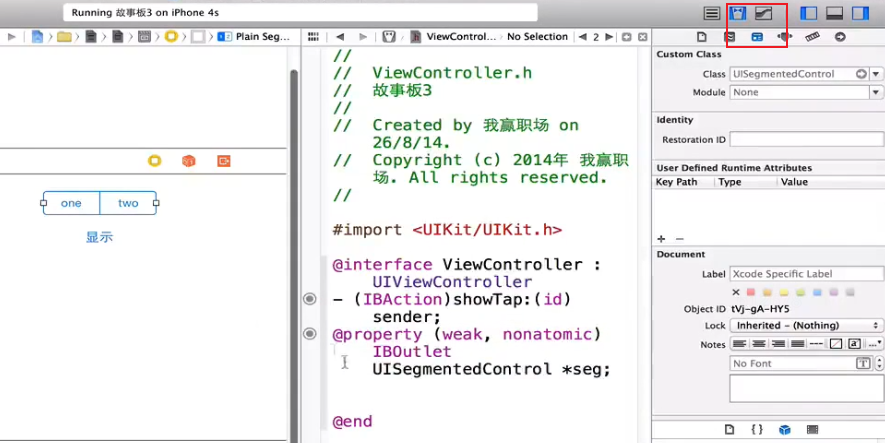 Running 故事板3 on iPhone 4s
Plain Seg...
ViewControl...
No Selection
2
one
two
显示
//
// ViewController.h
// 故事板3
//
// Created by 我赢职场 on
26/8/14.
// Copyright (c) 2014年 我赢职
场. All rights reserved.
//
#import <UIKit/UIKit.h>
@interface ViewController :
UIViewController
- (IBAction)showTap:(id)
sender;
@property (weak, nonatomic)
IBOutlet
UISegmentedControl *seg;
@end
Custom Class
Class UISegmentedControl
Module None
Identity
Restoration ID
User Defined Runtime Attributes
Key Path Type Value
+ −
Document
Label Xcode Specific Label
Object ID tVj-gA-HY5
Lock Inherited - (Nothing)
Notes
No Font
{ }